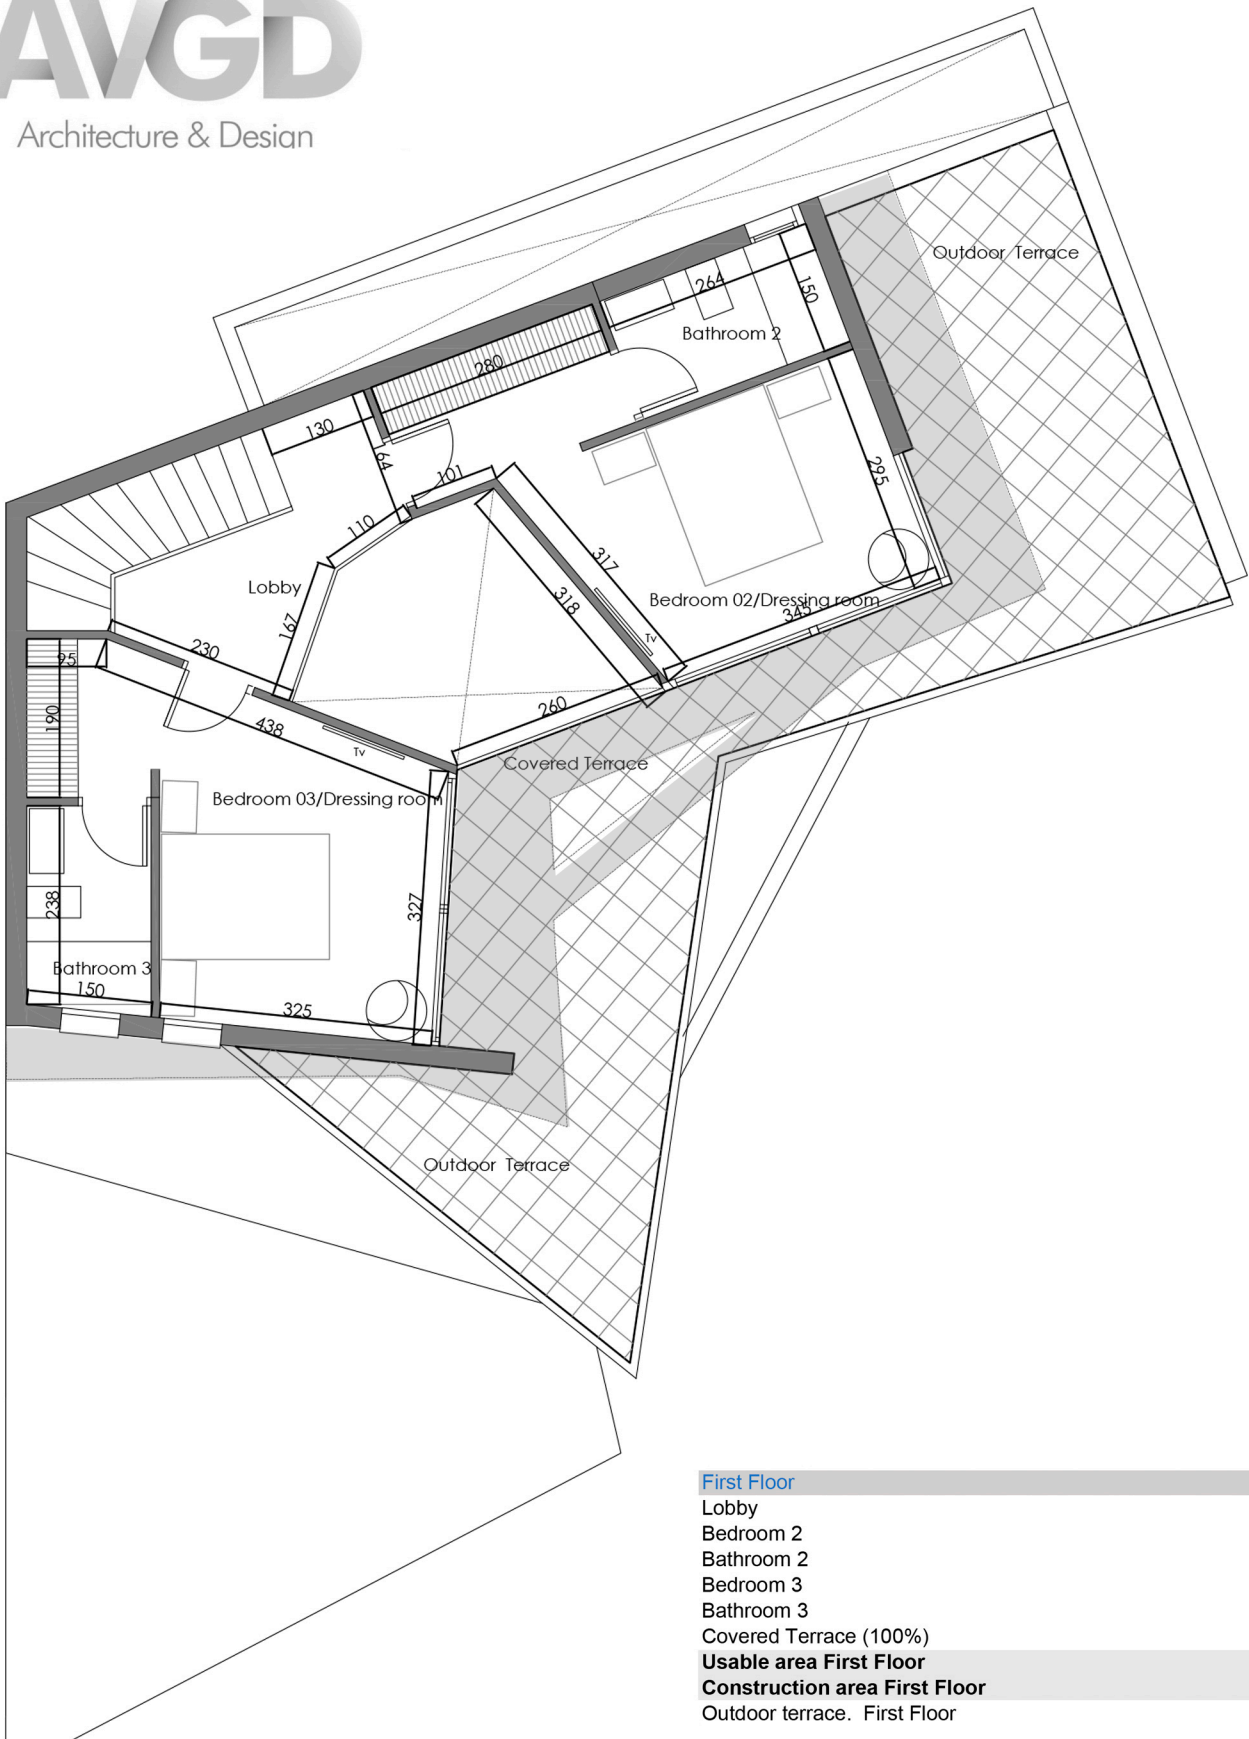 AVGD
Architecture & Design
Outdoor Terrace
264
150
Bathroom 2
280
130
164
101
295
110
317
Lobby
318
Bedroom 02/Dressing room
345
167
Tv
230
95
190
438
260
Tv
Covered Terrace
Bedroom 03/Dressing room
327
238
Bathroom 3
150
325
Outdoor Terrace
First Floor
Lobby
Bedroom 2
Bathroom 2
Bedroom 3
Bathroom 3
Covered Terrace (100%)
Usable area First Floor
Construction area First Floor
Outdoor terrace. First Floor